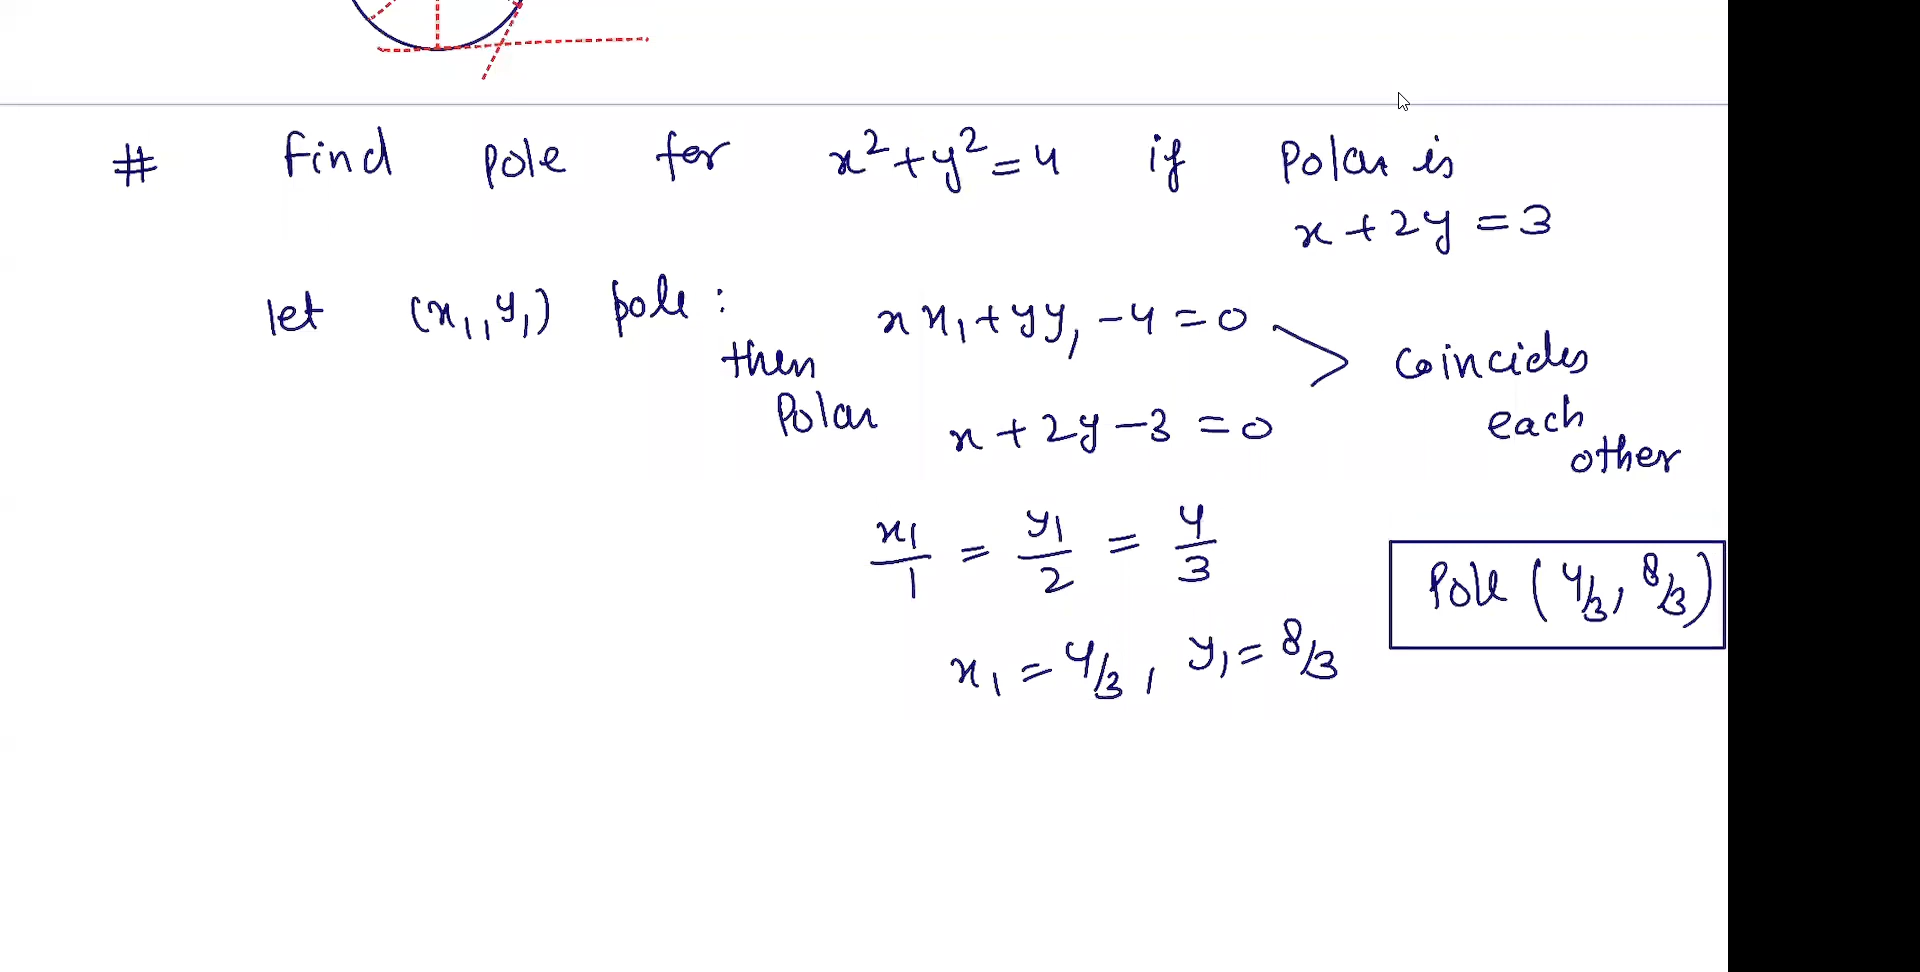 # Find pole for x²+y²=4 if Polar is
x+2y=3
let (x₁,y₁) pole :
then
Polar
xx₁+yy₁-4=0
x+2y-3=0
Coincides
each
other
x₁/1 = y₁/2 = 4/3
x₁=4/3, y₁=8/3
Pole (4/3, 8/3)